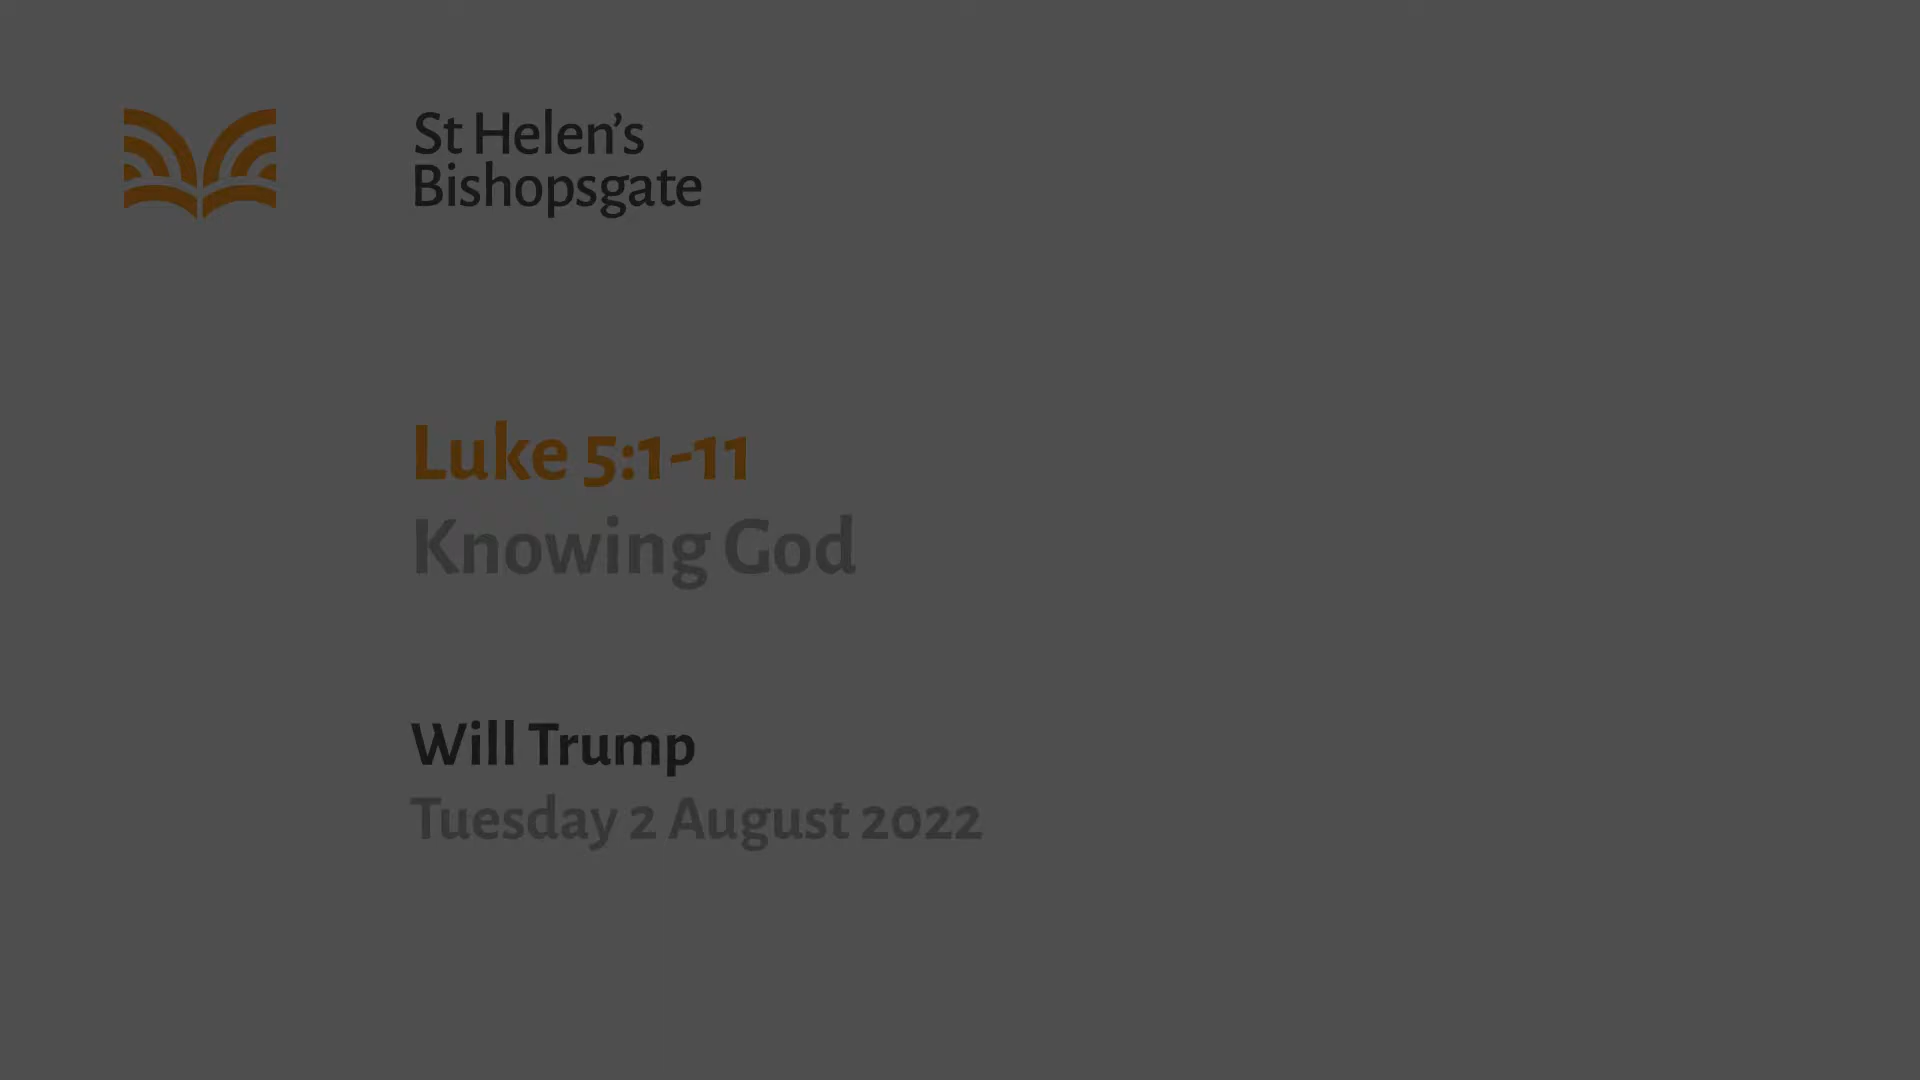 St Helen’s
Bishopsgate
Luke 5:1-11
Knowing God
Will Trump
Tuesday 2 August 2022